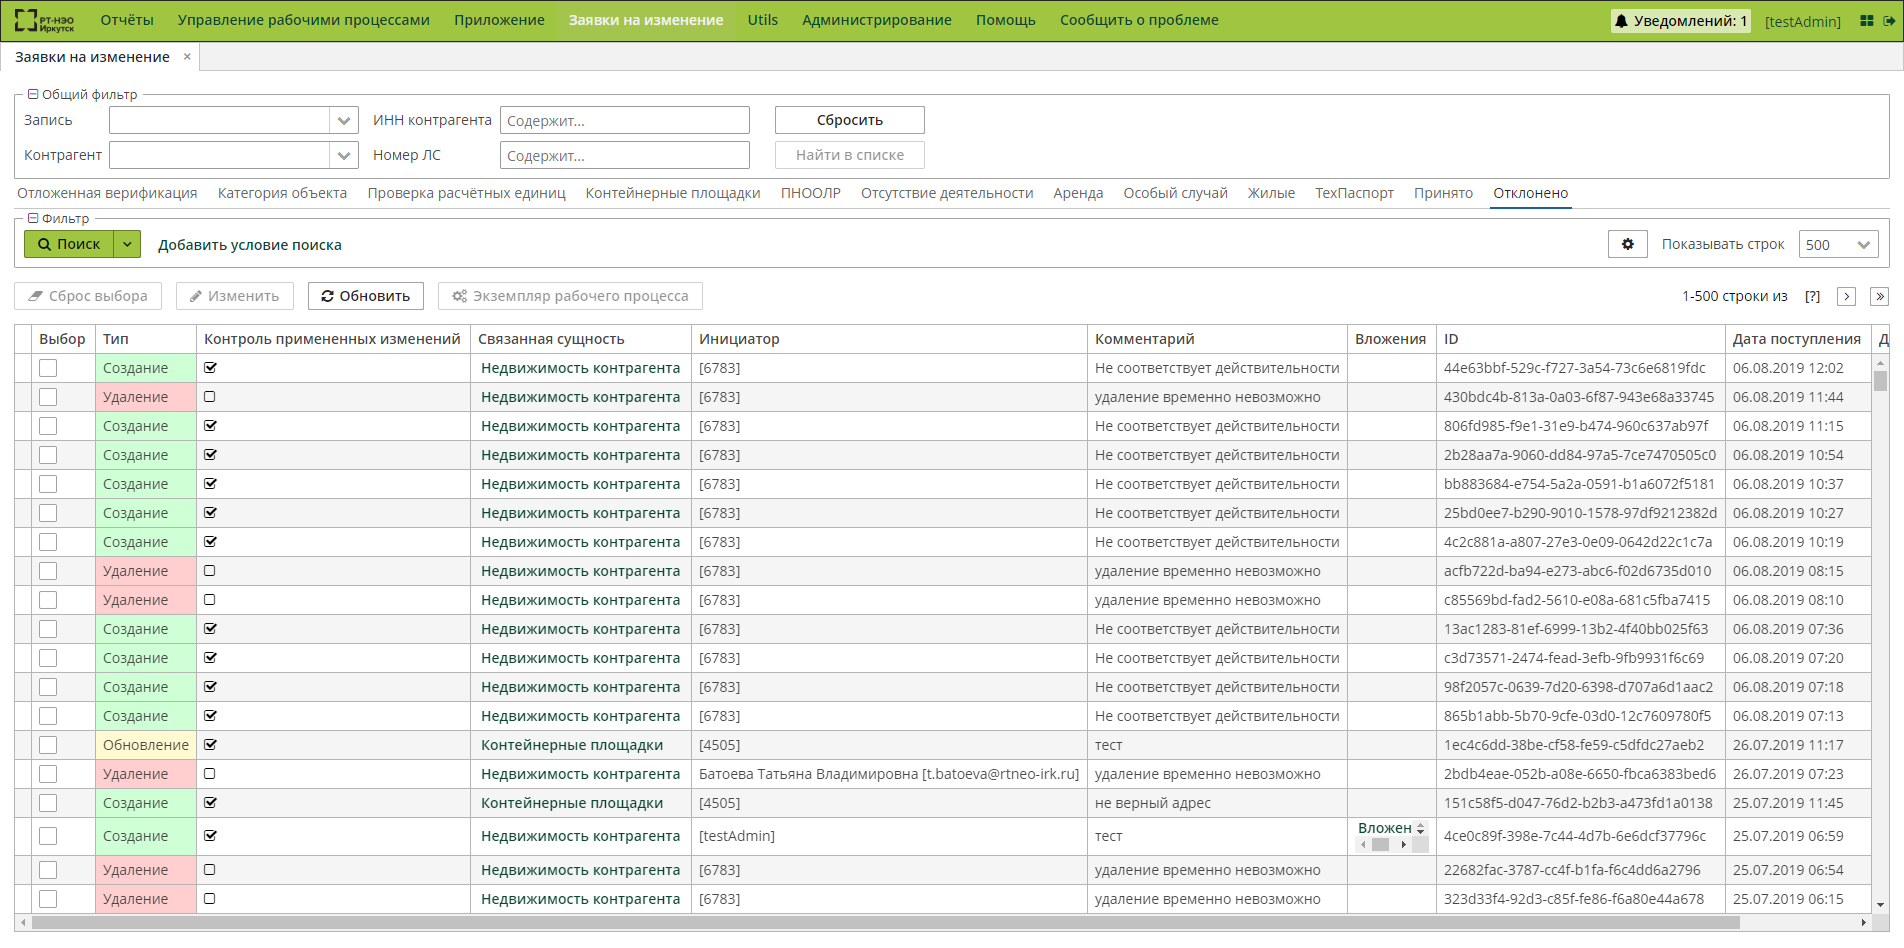 РТ-НЭО Иркутск Отчёты Управление рабочими процессами Приложение Заявки на изменение Utils Администрирование Помощь Сообщить о проблеме Уведомлений: 1 [testAdmin]
Заявки на изменение ×
Общий фильтр
Запись ИНН контрагента Содержит... Сбросить
Контрагент Номер ЛС Содержит... Найти в списке
Отложенная верификация Категория объекта Проверка расчётных единиц Контейнерные площадки ПНООЛР Отсутствие деятельности Аренда Особый случай Жилые ТехПаспорт Принято Отклонено
Фильтр
Поиск Добавить условие поиска Показывать строк 500
Сброс выбора Изменить Обновить Экземпляр рабочего процесса 1-500 строки из [?]
Выбор Тип Контроль примененных изменений Связанная сущность Инициатор Комментарий Вложения ID Дата поступления Д
Создание Недвижимость контрагента [6783] Не соответствует действительности 44e63bbf-529c-f727-3a54-73c6e6819fdc 06.08.2019 12:02
Удаление Недвижимость контрагента [6783] удаление временно невозможно 430bdc4b-813a-0a03-6f87-943e68a33745 06.08.2019 11:44
Создание Недвижимость контрагента [6783] Не соответствует действительности 806fd985-f9e1-31e9-b474-960c637ab97f 06.08.2019 11:15
Создание Недвижимость контрагента [6783] Не соответствует действительности 2b28aa7a-9060-dd84-97a5-7ce7470505c0 06.08.2019 10:54
Создание Недвижимость контрагента [6783] Не соответствует действительности bb883684-e754-5a2a-0591-b1a6072f5181 06.08.2019 10:37
Создание Недвижимость контрагента [6783] Не соответствует действительности 25bd0ee7-b290-9010-1578-97df9212382d 06.08.2019 10:27
Создание Недвижимость контрагента [6783] Не соответствует действительности 4c2c881a-a807-27e3-0e09-0642d22c1c7a 06.08.2019 10:19
Удаление Недвижимость контрагента [6783] удаление временно невозможно acfb722d-ba94-e273-abc6-f02d6735d010 06.08.2019 08:15
Удаление Недвижимость контрагента [6783] удаление временно невозможно c85569bd-fad2-5610-e08a-681c5fba7415 06.08.2019 08:10
Создание Недвижимость контрагента [6783] Не соответствует действительности 13ac1283-81ef-6999-13b2-4f40bb025f63 06.08.2019 07:36
Создание Недвижимость контрагента [6783] Не соответствует действительности c3d73571-2474-fead-3efb-9fb9931f6c69 06.08.2019 07:20
Создание Недвижимость контрагента [6783] Не соответствует действительности 98f2057c-0639-7d20-6398-d707a6d1aac2 06.08.2019 07:18
Создание Недвижимость контрагента [6783] Не соответствует действительности 865b1abb-5b70-9cfe-03d0-12c7609780f5 06.08.2019 07:13
Обновление Контейнерные площадки [4505] тест 1ec4c6dd-38be-cf58-fe59-c5dfdc27aeb2 26.07.2019 11:17
Удаление Недвижимость контрагента Батоева Татьяна Владимировна [t.batoeva@rtneo-irk.ru] удаление временно невозможно 2bdb4eae-052b-a08e-6650-fbca6383bed6 26.07.2019 07:23
Создание Контейнерные площадки [4505] не верный адрес 151c58f5-d047-76d2-b2b3-a473fd1a0138 25.07.2019 11:45
Создание Недвижимость контрагента [testAdmin] тест Вложен 4ce0c89f-398e-7c44-4d7b-6e6dcf37796c 25.07.2019 06:59
Удаление Недвижимость контрагента [6783] удаление временно невозможно 22682fac-3787-cc4f-b1fa-f6c4dd6a2796 25.07.2019 06:54
Удаление Недвижимость контрагента [6783] удаление временно невозможно 323d33f4-92d3-c85f-fe86-f6a80e44a678 25.07.2019 06:15